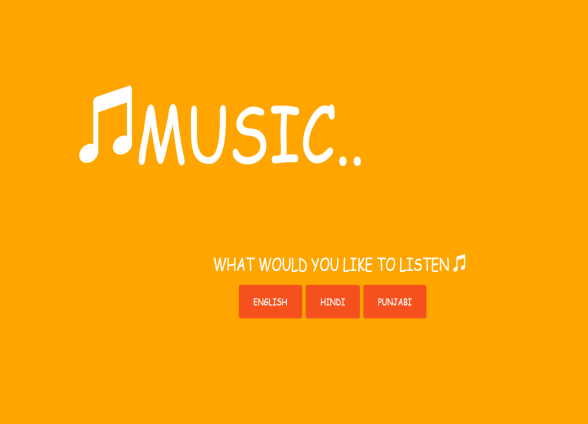 MUSIC..
WHAT WOULD YOU LIKE TO LISTEN
ENGLISH HINDI PUNJABI